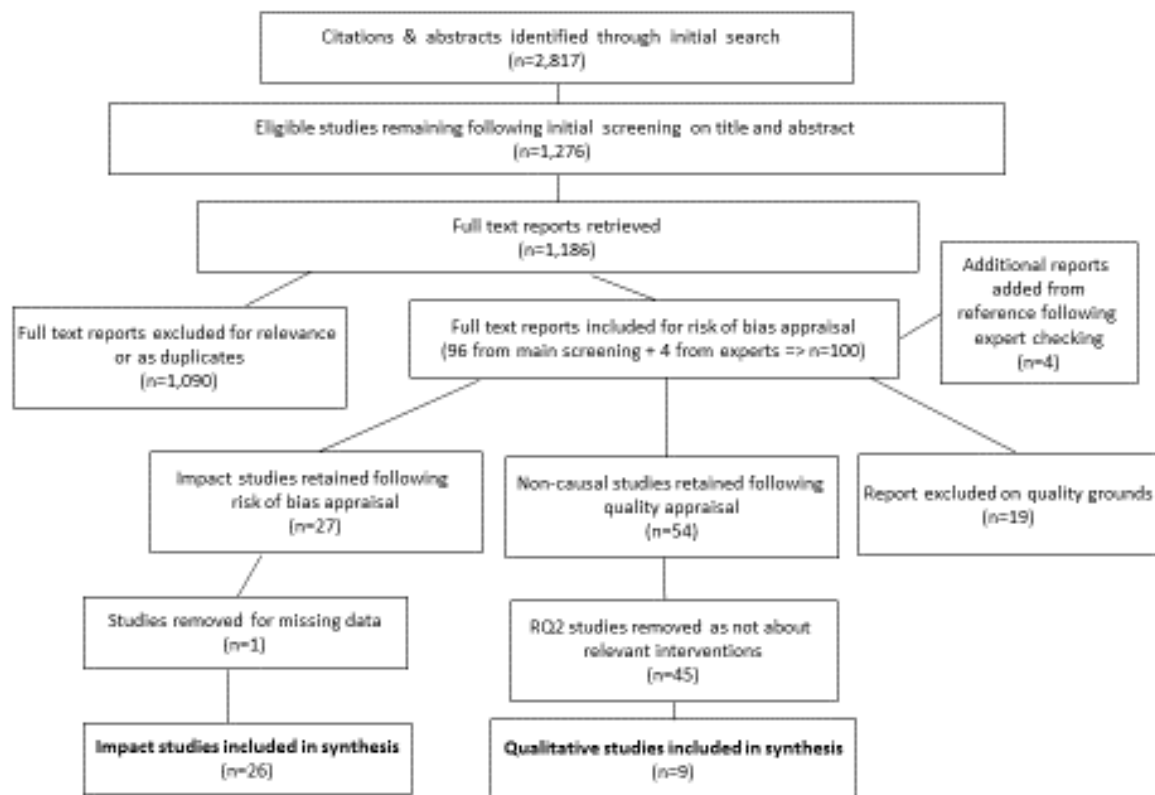 Citations & abstracts identified through initial search
(n=2,817)
Eligible studies remaining following initial screening on title and abstract
(n=1,276)
Full text reports retrieved
(n=1,186)
Additional reports
added from
reference following
expert checking
(n=4)
Full text reports excluded for relevance
or as duplicates
(n=1,090)
Full text reports included for risk of bias appraisal
(96 from main screening + 4 from experts => n=100)
Impact studies retained following
risk of bias appraisal
(n=27)
Non-causal studies retained following
quality appraisal
(n=54)
Report excluded on quality grounds
(n=19)
Studies removed for missing data
(n=1)
RQ2 studies removed as not about
relevant interventions
(n=45)
Impact studies included in synthesis
(n=26)
Qualitative studies included in synthesis
(n=9)